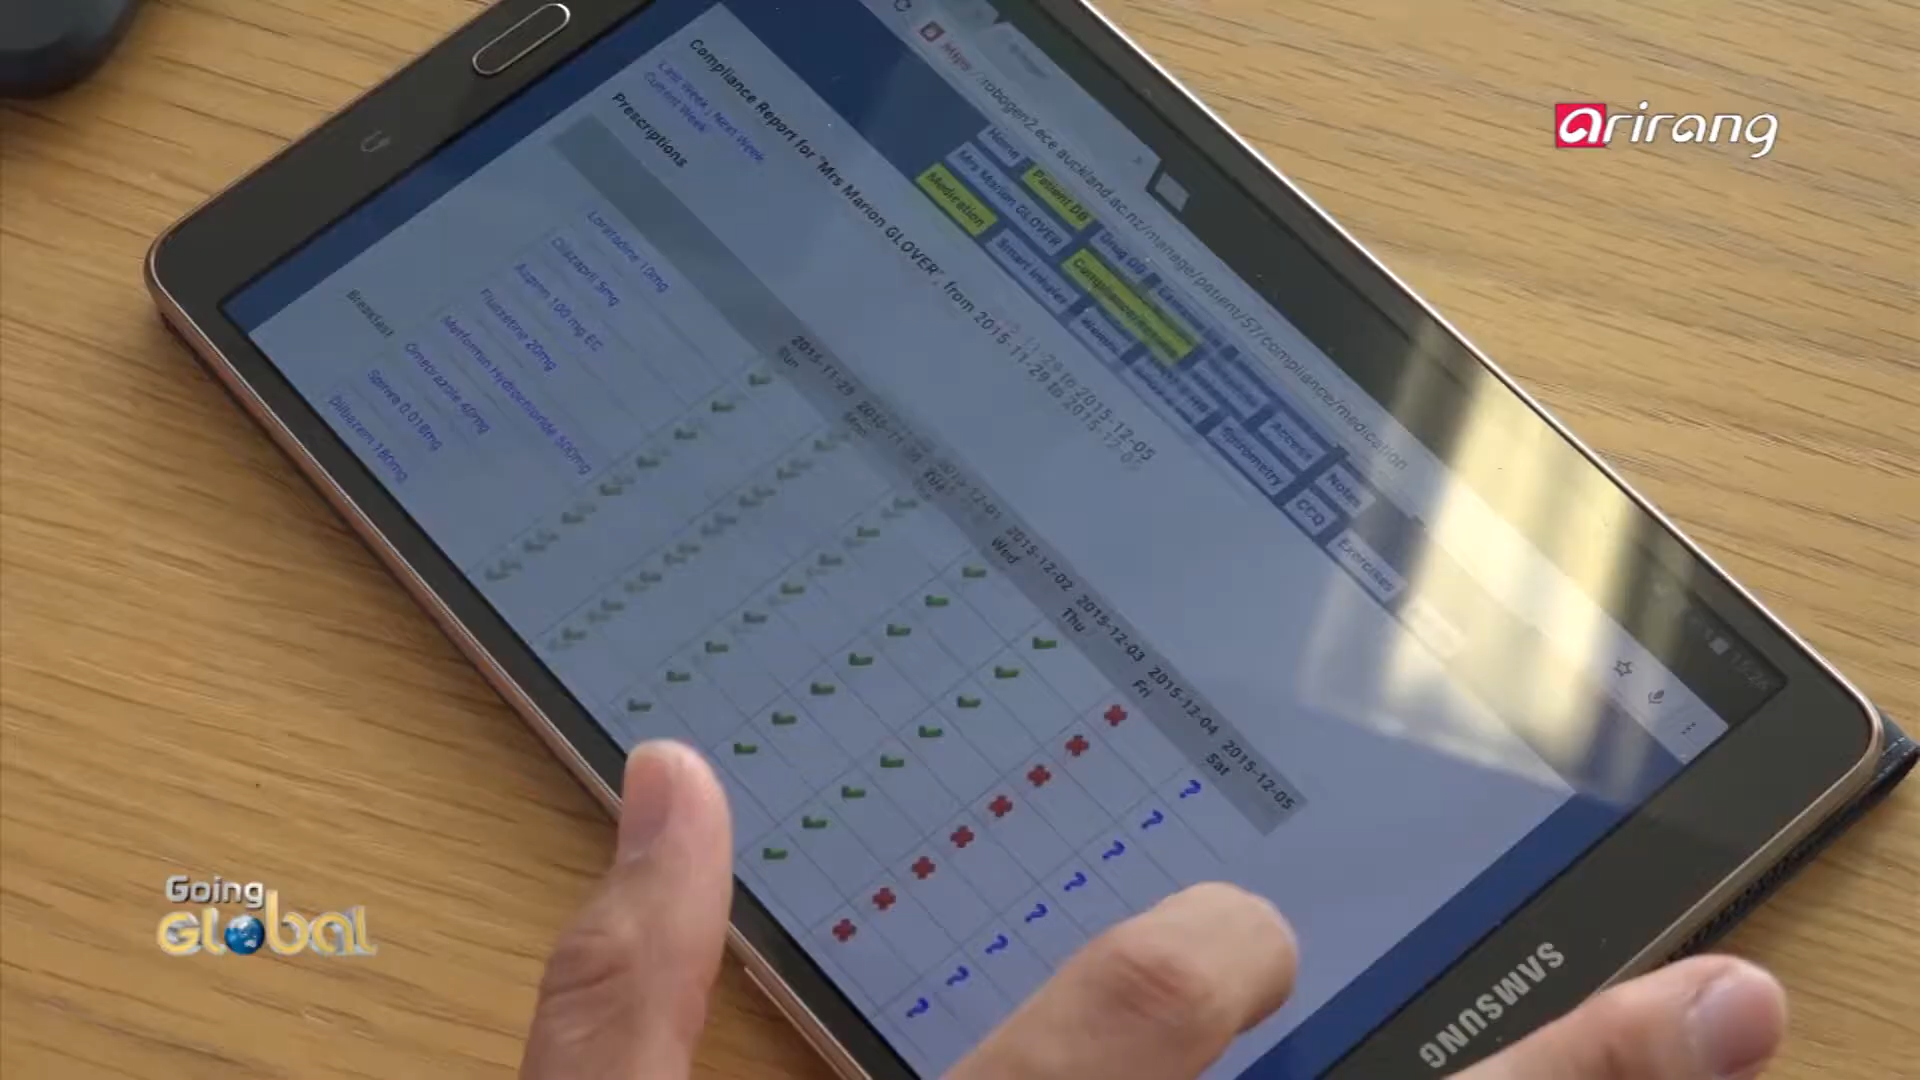 arirang
https://robogen2.ece.auckland.ac.nz/manage/patient/57/compliance/medication
Home Patient DB Drug DB Access Notes
Mrs Marion GLOVER
Medication Smart Inhaler Spirometry CCQ Exercises
Compliance Report for "Mrs Marion GLOVER", from 2015-11-29 to 2015-12-05
Last Week | Next Week
Current Week
Prescriptions
2015-11-29 2015-12-01 2015-12-02 2015-12-03 2015-12-04 2015-12-05
Sun Mon Tue Wed Thu Fri Sat
Loratadine 10mg
Cilazapril 5mg
Aspirin 100 mg EC
Fluoxetine 20mg
Breakfast
Metformin Hydrochloride 500mg
Omeprazole 40mg
Spiriva 0.018mg
Diltiazem 180mg
? ? ? ? ? ? ? ?
SAMSUNG
Going
GLobal